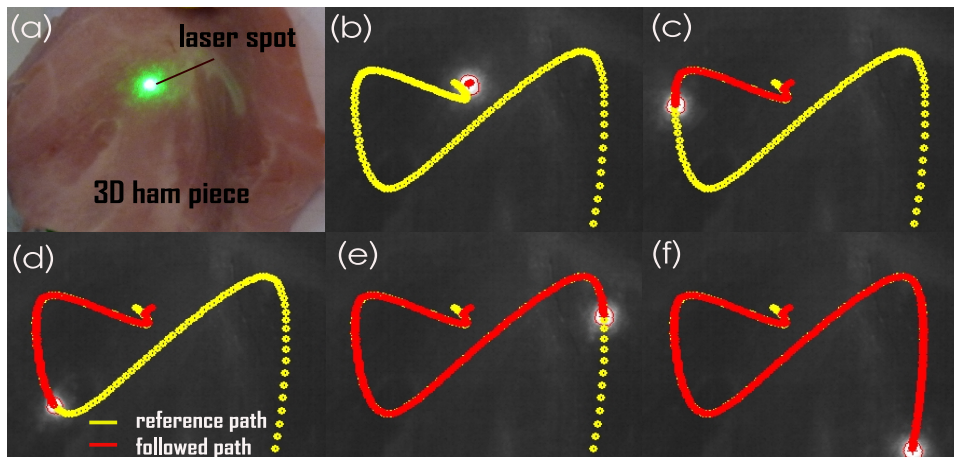 (a)
laser spot
3D ham piece
(b)
(c)
(d)
reference path
followed path
(e)
(f)